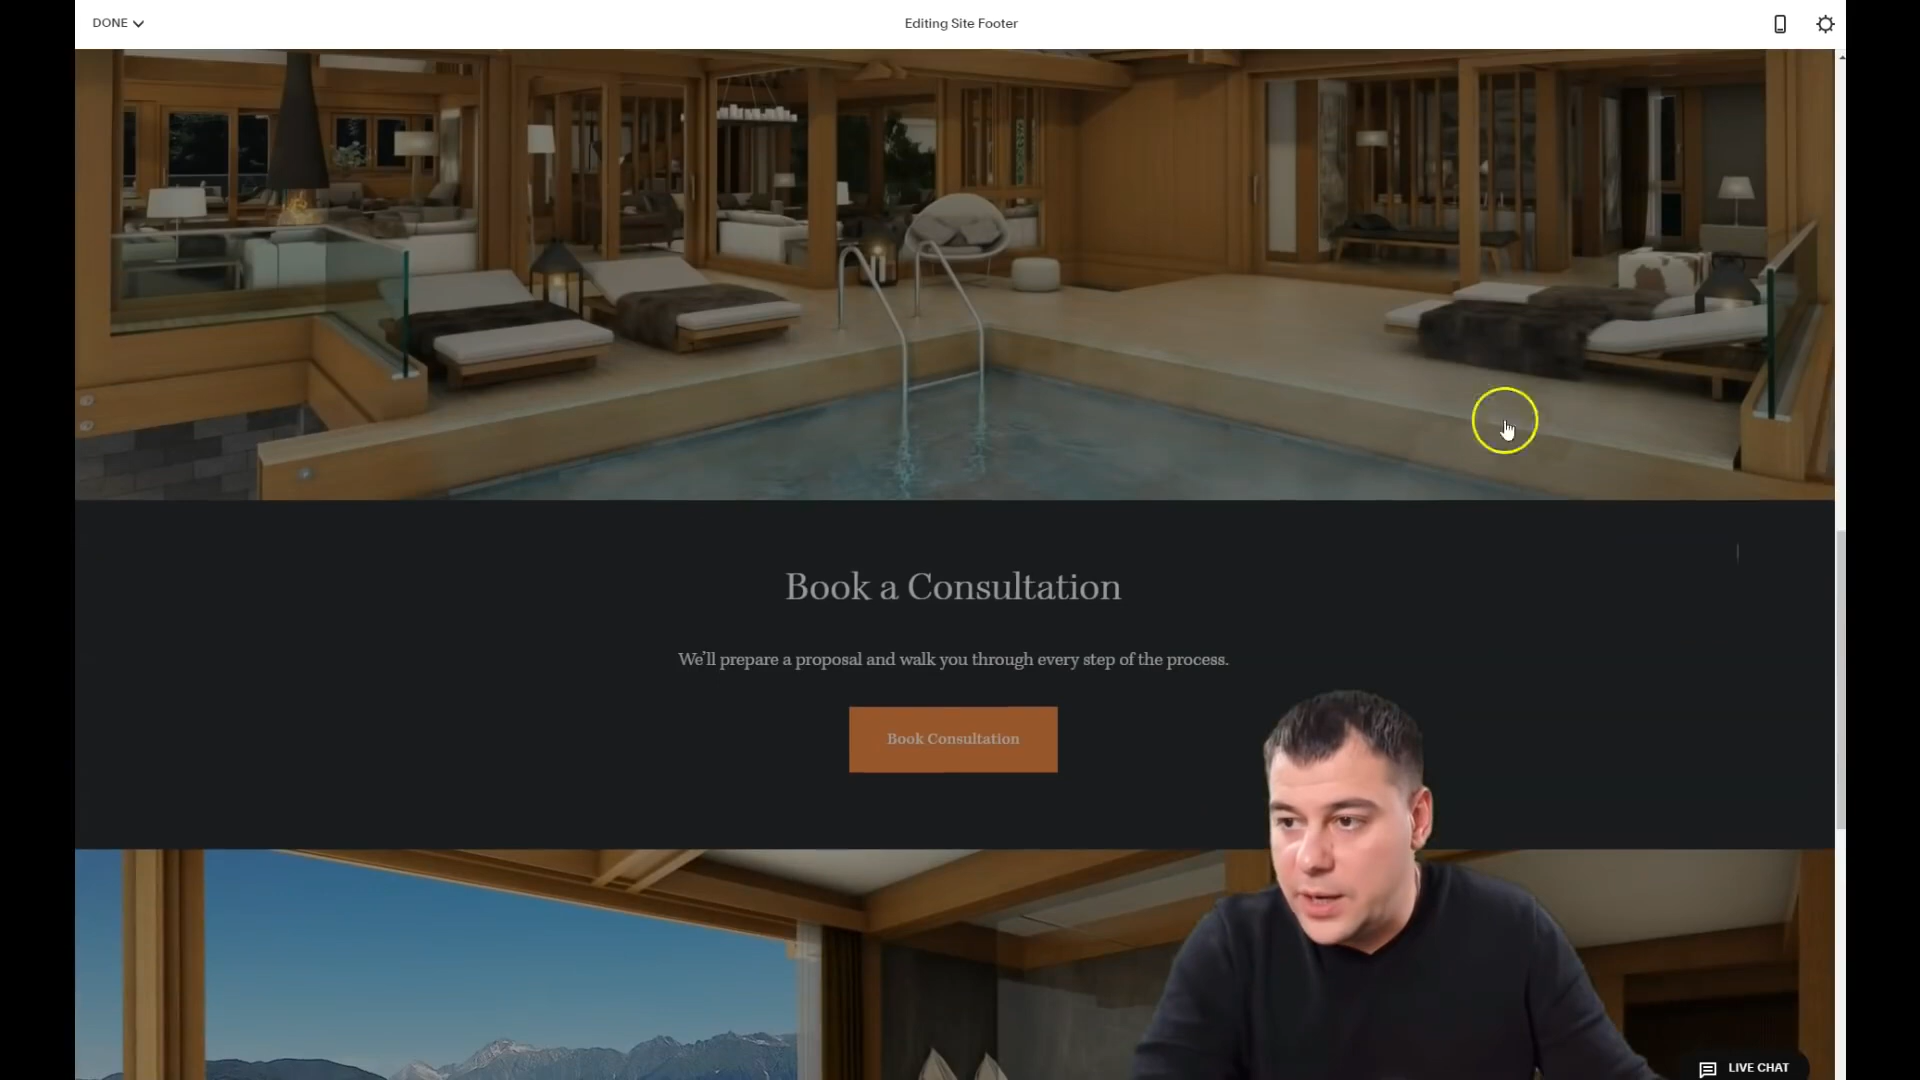 DONE
Editing Site Footer
Book a Consultation
We'll prepare a proposal and walk you through every step of the process.
Book Consultation
LIVE CHAT